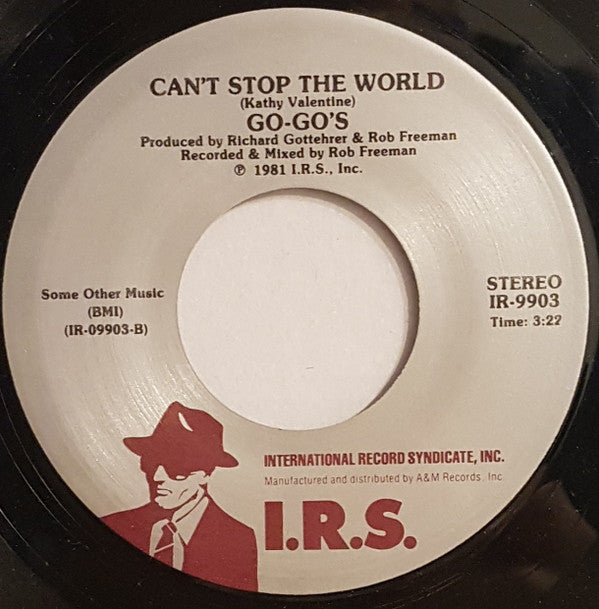 CAN'T STOP THE WORLD
(Kathy Valentine)
GO-GO'S
Produced by Richard Gottehrer & Rob Freeman
Recorded & Mixed by Rob Freeman
℗ 1981 I.R.S., Inc.
Some Other Music
(BMI)
(IR-09903-B)
STEREO
IR-9903
Time: 3:22
INTERNATIONAL RECORD SYNDICATE, INC.
Manufactured and distributed by A&M Records, Inc.
I.R.S.